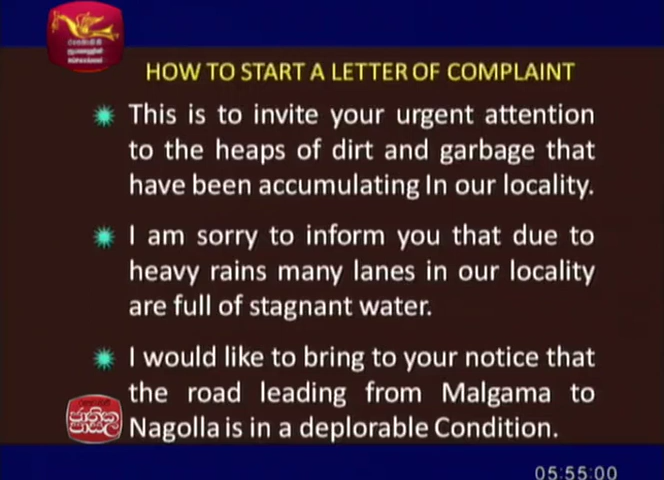 HOW TO START A LETTER OF COMPLAINT
This is to invite your urgent attention
to the heaps of dirt and garbage that
have been accumulating In our locality.
I am sorry to inform you that due to
heavy rains many lanes in our locality
are full of stagnant water.
I would like to bring to your notice that
the road leading from Malgama to
Nagolla is in a deplorable Condition.
ජාතික
පාසල
05:55:00